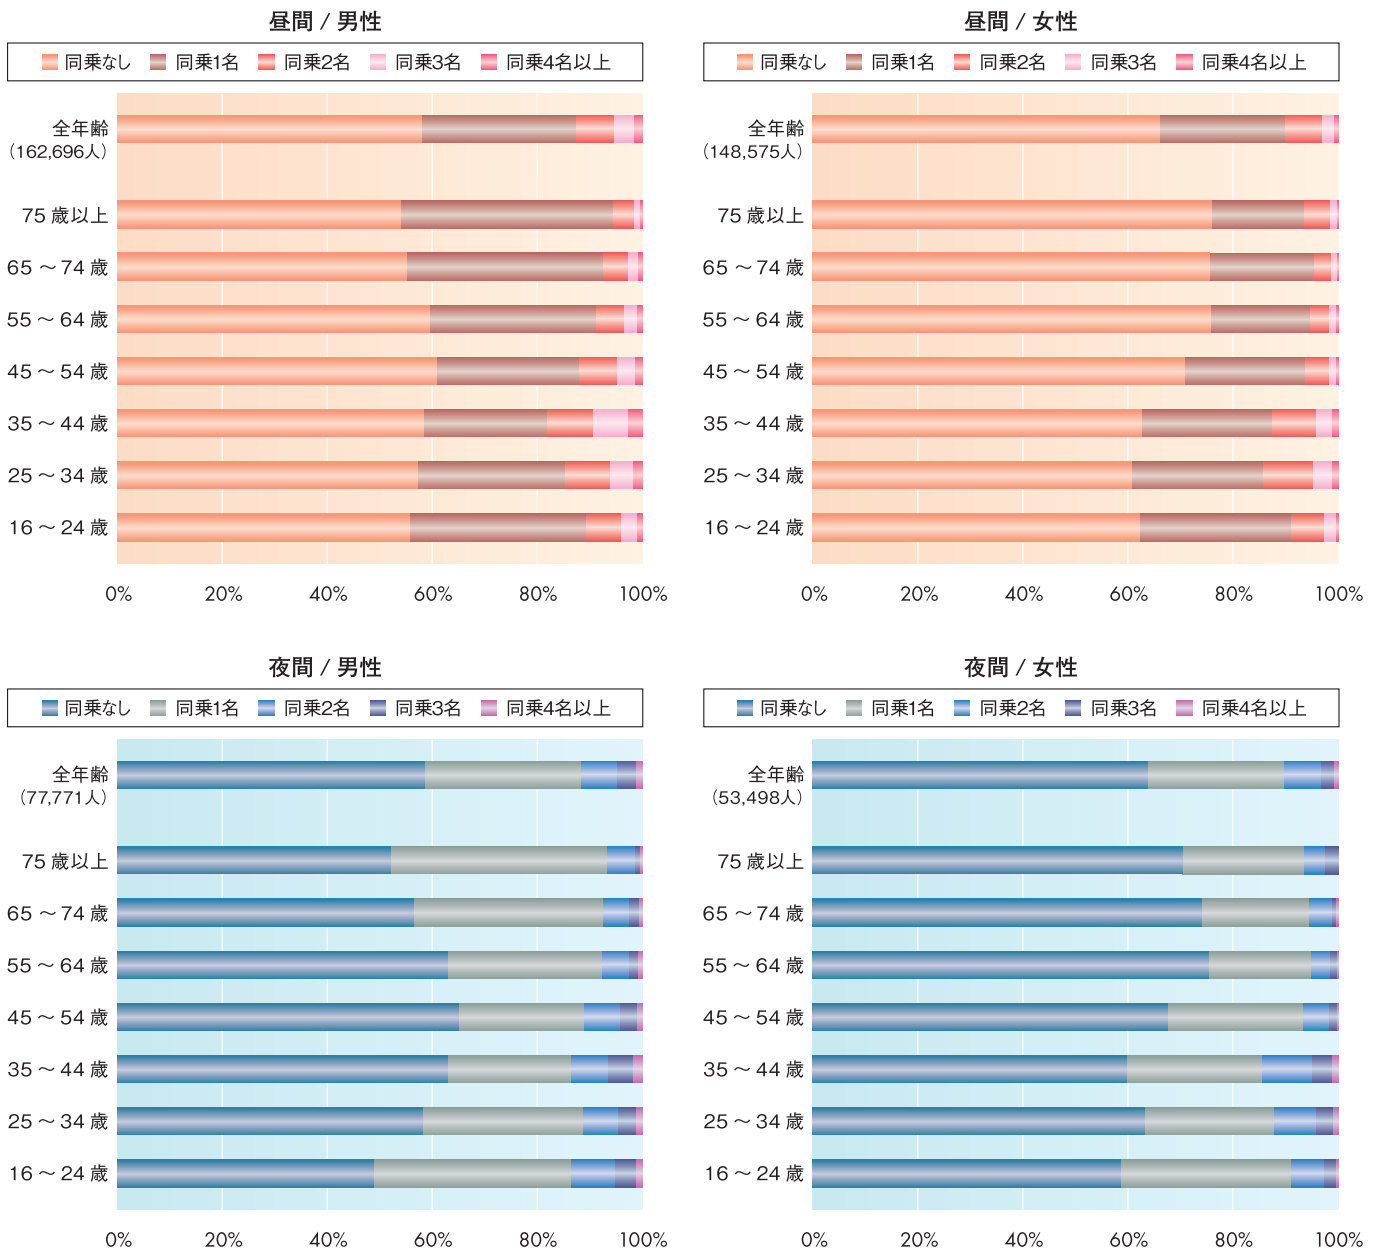 昼間 / 男性
同乗なし 同乗1名 同乗2名 同乗3名 同乗4名以上
全年齢
（162,696人）
75 歳以上
65 ～ 74 歳
55 ～ 64 歳
45 ～ 54 歳
35 ～ 44 歳
25 ～ 34 歳
16 ～ 24 歳
0% 20% 40% 60% 80% 100%
昼間 / 女性
同乗なし 同乗1名 同乗2名 同乗3名 同乗4名以上
全年齢
（148,575人）
75 歳以上
65 ～ 74 歳
55 ～ 64 歳
45 ～ 54 歳
35 ～ 44 歳
25 ～ 34 歳
16 ～ 24 歳
0% 20% 40% 60% 80% 100%
夜間 / 男性
同乗なし 同乗1名 同乗2名 同乗3名 同乗4名以上
全年齢
（77,771人）
75 歳以上
65 ～ 74 歳
55 ～ 64 歳
45 ～ 54 歳
35 ～ 44 歳
25 ～ 34 歳
16 ～ 24 歳
0% 20% 40% 60% 80% 100%
夜間 / 女性
同乗なし 同乗1名 同乗2名 同乗3名 同乗4名以上
全年齢
（53,498人）
75 歳以上
65 ～ 74 歳
55 ～ 64 歳
45 ～ 54 歳
35 ～ 44 歳
25 ～ 34 歳
16 ～ 24 歳
0% 20% 40% 60% 80% 100%